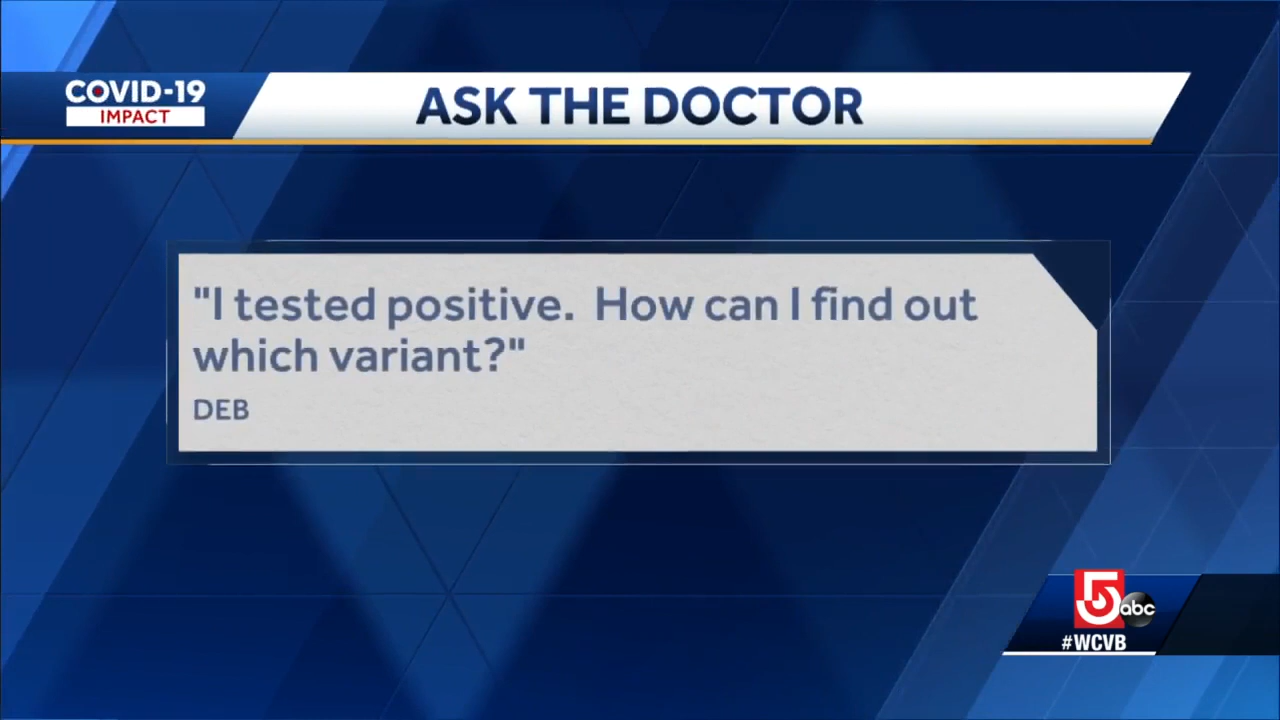 COVID-19
IMPACT
ASK THE DOCTOR
"I tested positive.  How can I find out
which variant?"
DEB
5
abc
#WCVB